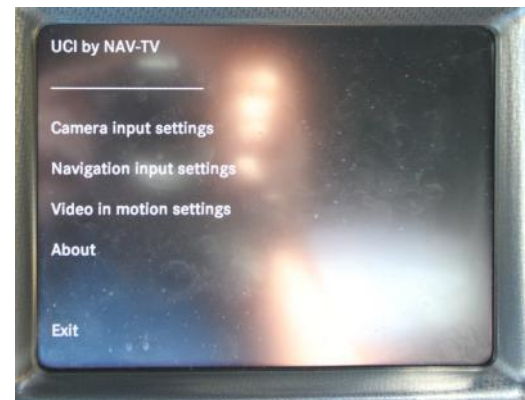 UCI by NAV-TV
Camera input settings
Navigation input settings
Video in motion settings
About
Exit